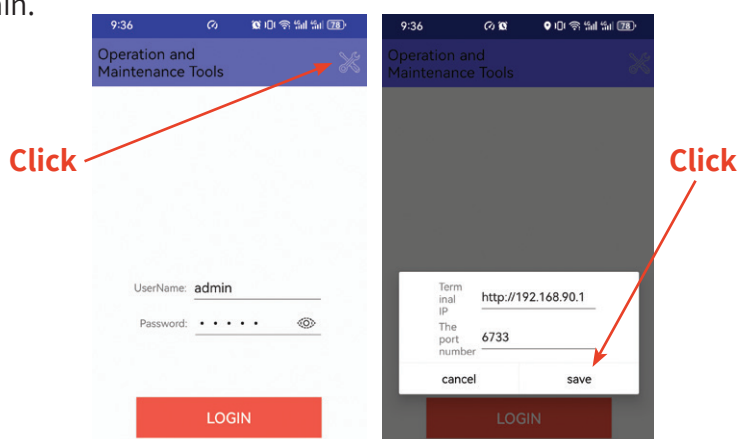 in.
9:36
78
Operation and
Maintenance Tools
Click
UserName: admin
Password: • • • • •
LOGIN
9:36
78
Operation and
Maintenance Tools
Click
Term
inal
IP
http://192.168.90.1
The
port
number
6733
cancel save
LOGIN